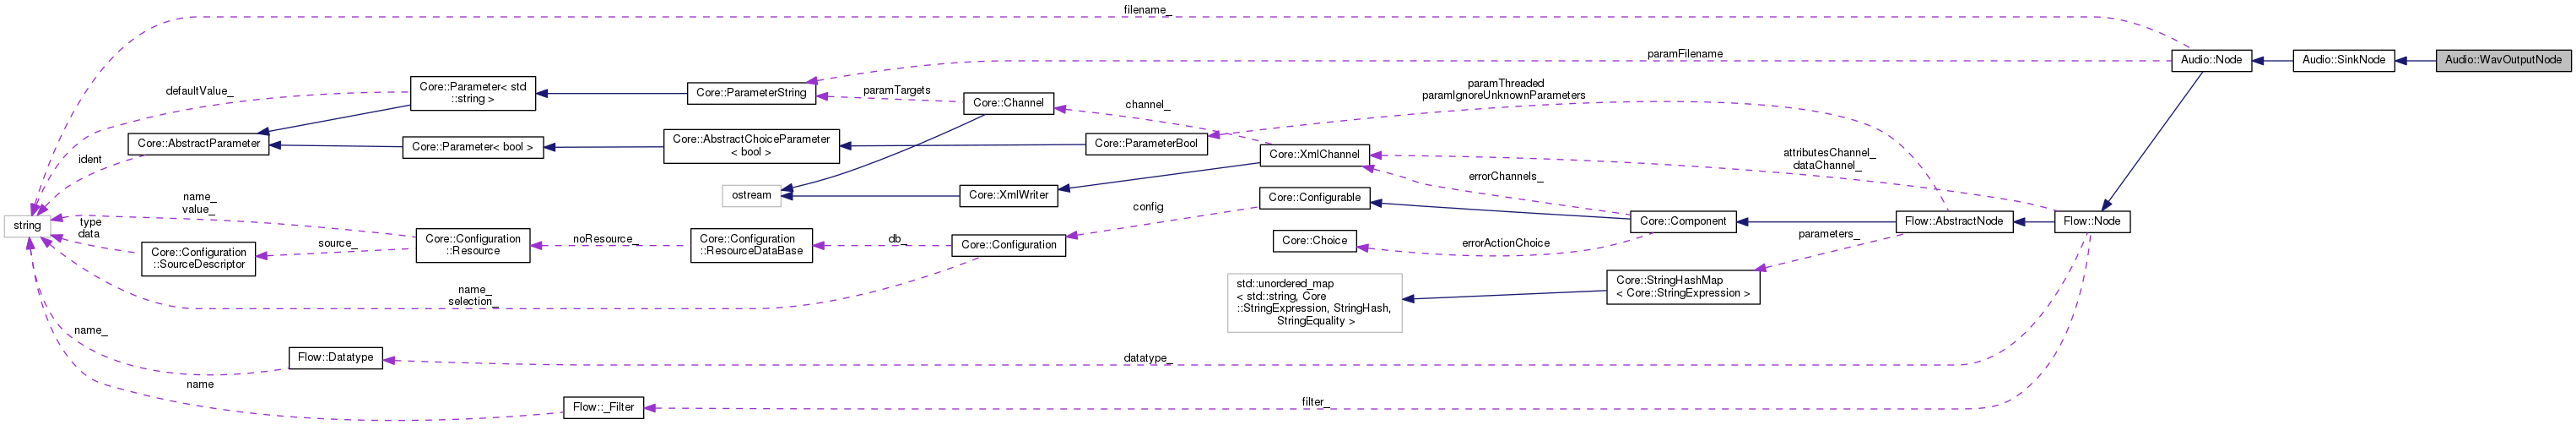 filename_
paramFilename
Audio::Node
Audio::SinkNode
Audio::WavOutputNode
Core::Parameter< std
::string >
defaultValue_
Core::ParameterString
paramTargets
Core::Channel
channel_
paramThreaded
paramIgnoreUnknownParameters
Core::AbstractParameter
ident
Core::Parameter< bool >
Core::AbstractChoiceParameter
< bool >
Core::ParameterBool
Core::XmlChannel
attributesChannel_
dataChannel_
errorChannels_
ostream
Core::XmlWriter
Core::Configurable
config
name_
value_
string
type
data
Core::Configuration
::SourceDescriptor
source_
Core::Configuration
::Resource
noResource_
Core::Configuration
::ResourceDataBase
db_
Core::Configuration
Core::Choice
errorActionChoice
Core::Component
Flow::AbstractNode
Flow::Node
parameters_
name_
selection_
std::unordered_map
< std::string, Core
::StringExpression, StringHash,
StringEquality >
Core::StringHashMap
< Core::StringExpression >
name_
Flow::Datatype
datatype_
name
Flow::_Filter
filter_